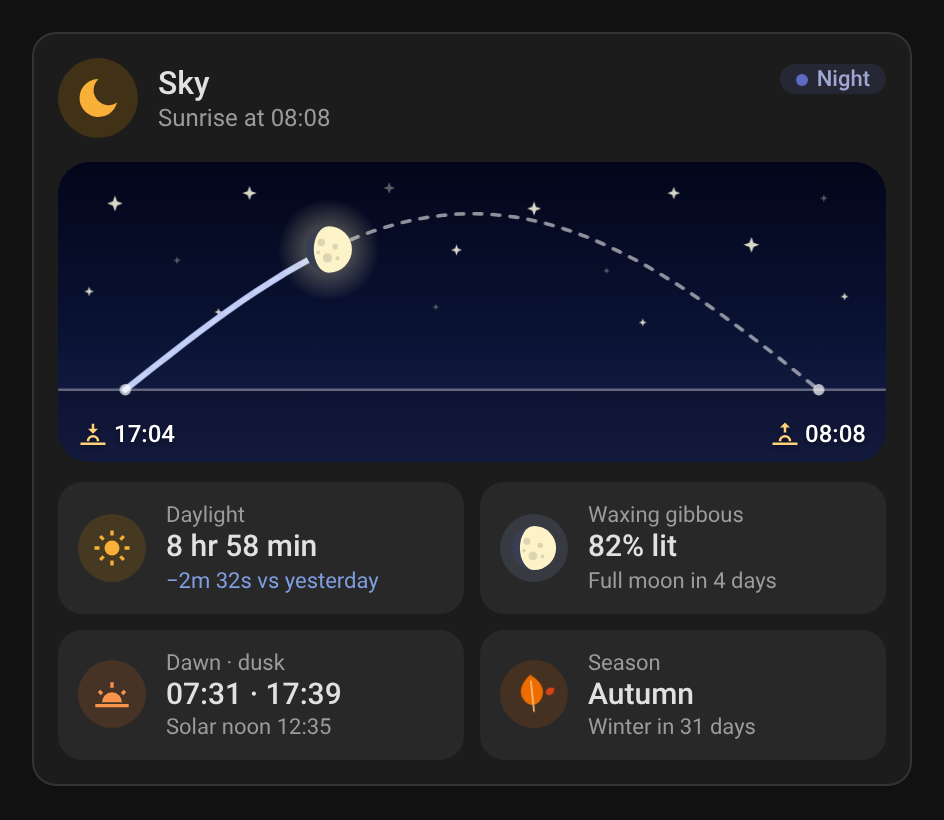 Sky
Night
Sunrise at 08:08
17:04
08:08
Daylight
8 hr 58 min
−2m 32s vs yesterday
Waxing gibbous
82% lit
Full moon in 4 days
Dawn · dusk
07:31 · 17:39
Solar noon 12:35
Season
Autumn
Winter in 31 days